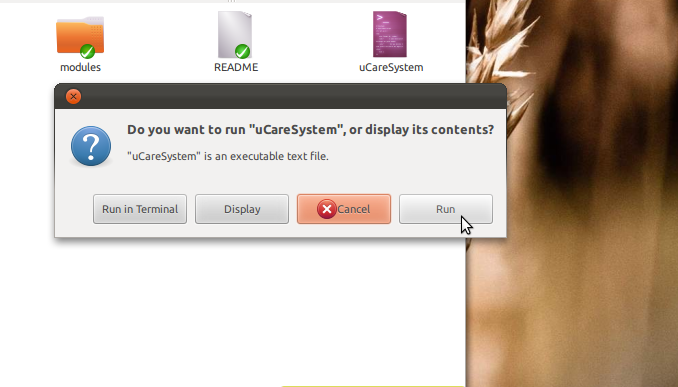 modules
README
uCareSystem
Do you want to run "uCareSystem", or display its contents?
"uCareSystem" is an executable text file.
Run in Terminal
Display
Cancel
Run